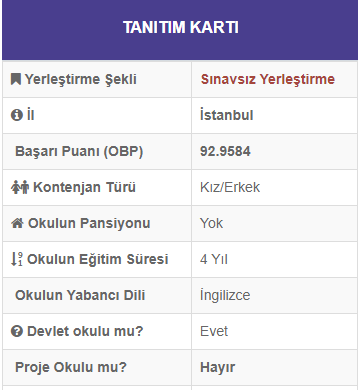 TANITIM KARTI
Yerleştirme Şekli Sınavsız Yerleştirme
İl İstanbul
Başarı Puanı (OBP) 92.9584
Kontenjan Türü Kız/Erkek
Okulun Pansiyonu Yok
Okulun Eğitim Süresi 4 Yıl
Okulun Yabancı Dili İngilizce
Devlet okulu mu? Evet
Proje Okulu mu? Hayır